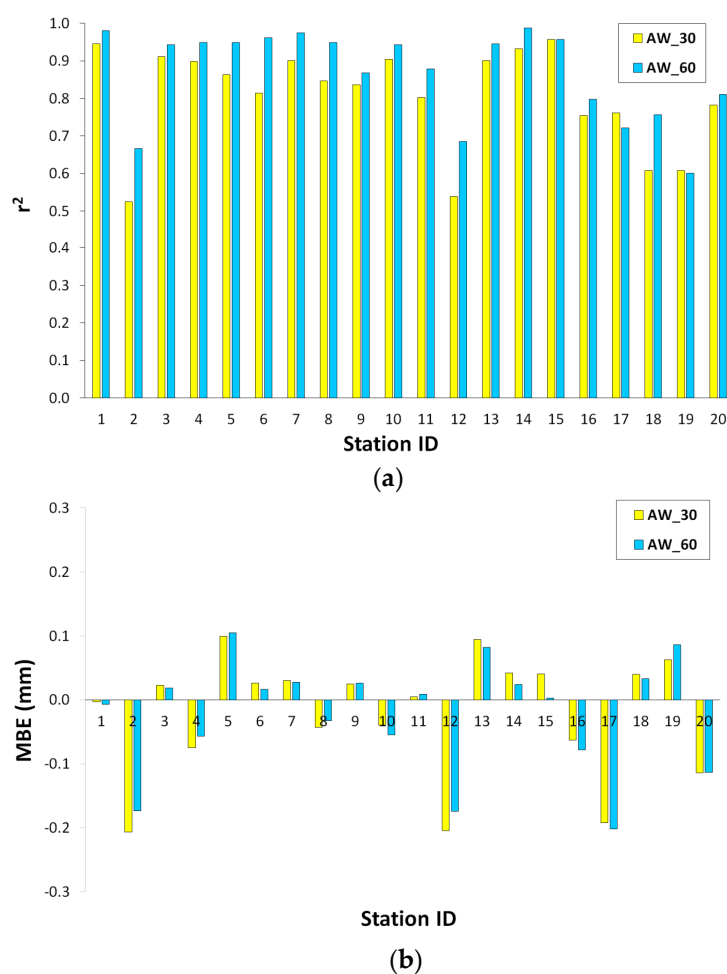 1.0
0.9
0.8
0.7
0.6
0.5
0.4
0.3
0.2
0.1
0.0
r²
AW_30
AW_60
1 2 3 4 5 6 7 8 9 10 11 12 13 14 15 16 17 18 19 20
Station ID
(a)
0.3
0.2
0.1
0.0
-0.1
-0.2
-0.3
MBE (mm)
AW_30
AW_60
1 2 3 4 5 6 7 8 9 10 11 12 13 14 15 16 17 18 19 20
Station ID
(b)